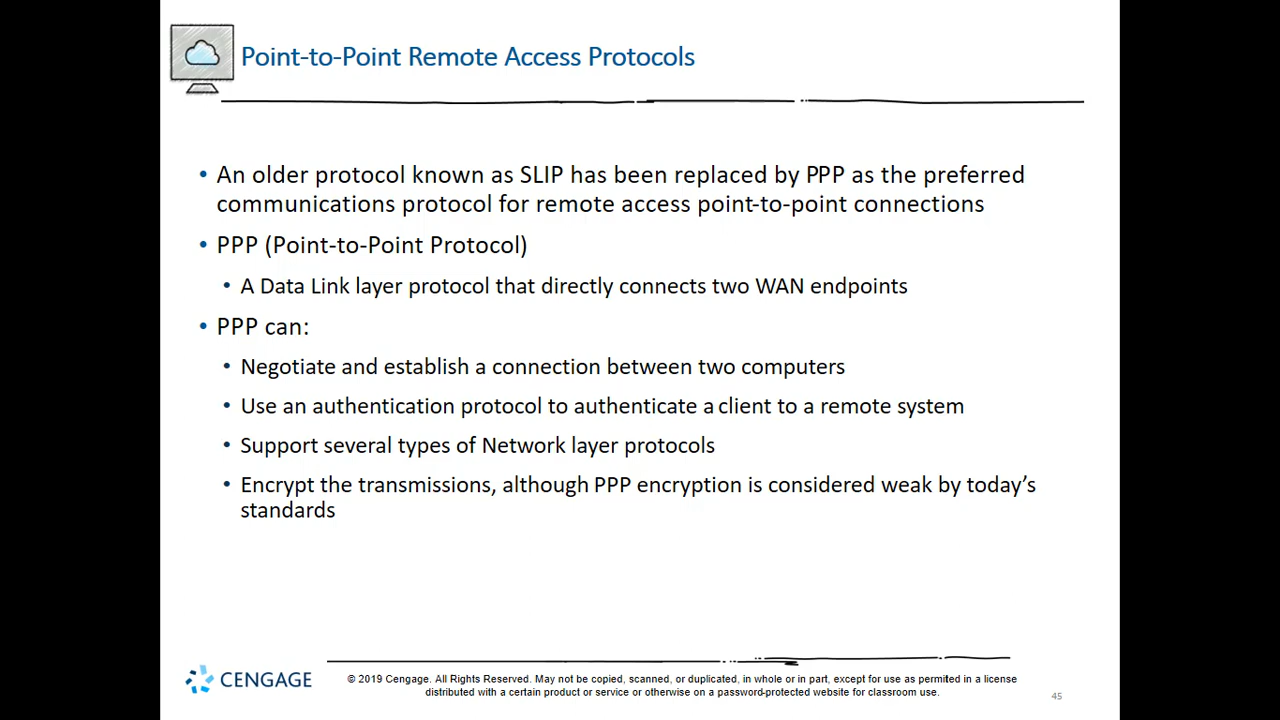 Point-to-Point Remote Access Protocols
• An older protocol known as SLIP has been replaced by PPP as the preferred
communications protocol for remote access point-to-point connections
• PPP (Point-to-Point Protocol)
• A Data Link layer protocol that directly connects two WAN endpoints
• PPP can:
• Negotiate and establish a connection between two computers
• Use an authentication protocol to authenticate a client to a remote system
• Support several types of Network layer protocols
• Encrypt the transmissions, although PPP encryption is considered weak by today’s
standards
CENGAGE
© 2019 Cengage. All Rights Reserved. May not be copied, scanned, or duplicated, in whole or in part, except for use as permitted in a license
distributed with a certain product or service or otherwise on a password-protected website for classroom use.
45